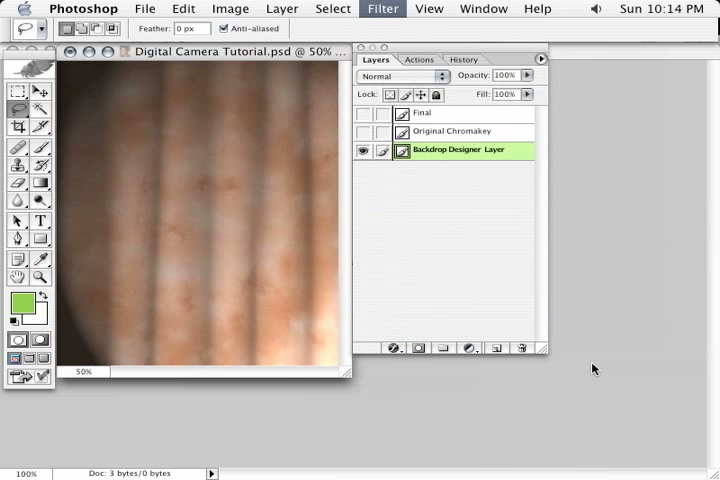 Photoshop File Edit Image Layer Select Filter View Window Help Sun 10:14 PM
Feather: 0 px Anti-aliased
Digital Camera Tutorial.psd @ 50% ...
Layers Actions History
Normal Opacity: 100%
Lock: Fill: 100%
Final
Original Chromakey
Backdrop Designer Layer
T
50%
100% Doc: 3 bytes/0 bytes